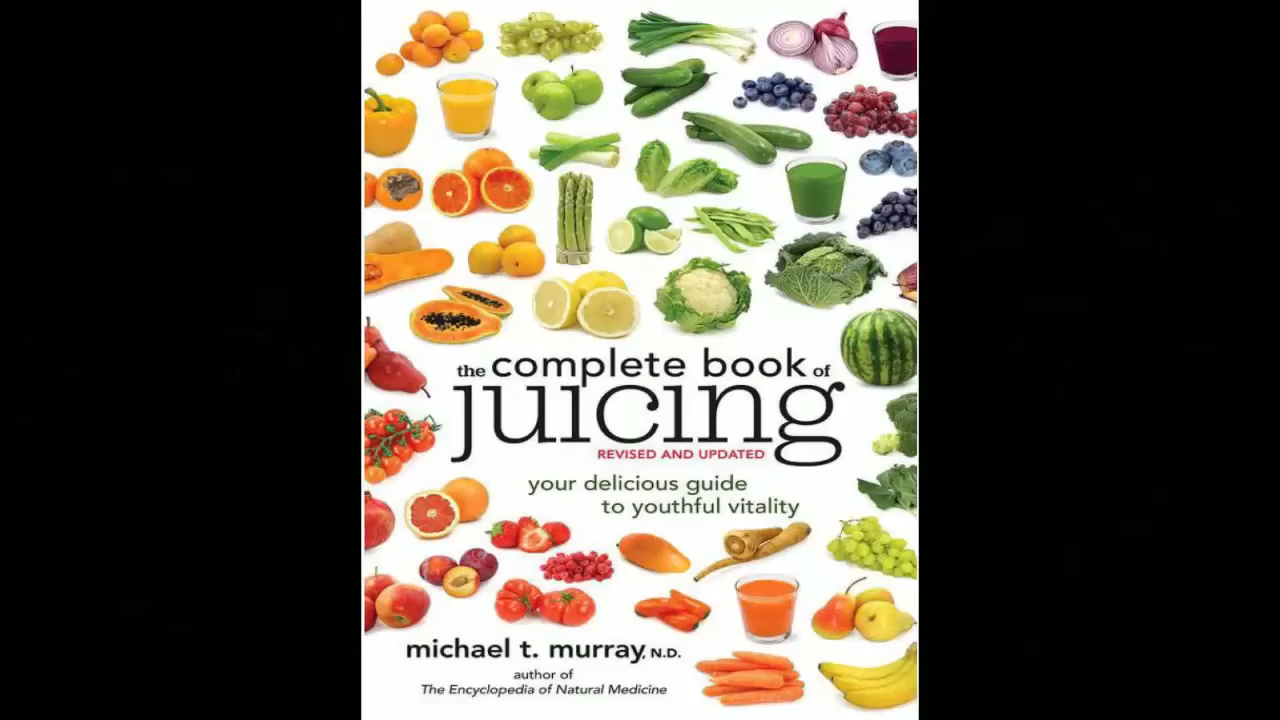 the complete book of
juicing
REVISED AND UPDATED
your delicious guide
to youthful vitality
michael t. murray, N.D.
author of
The Encyclopedia of Natural Medicine